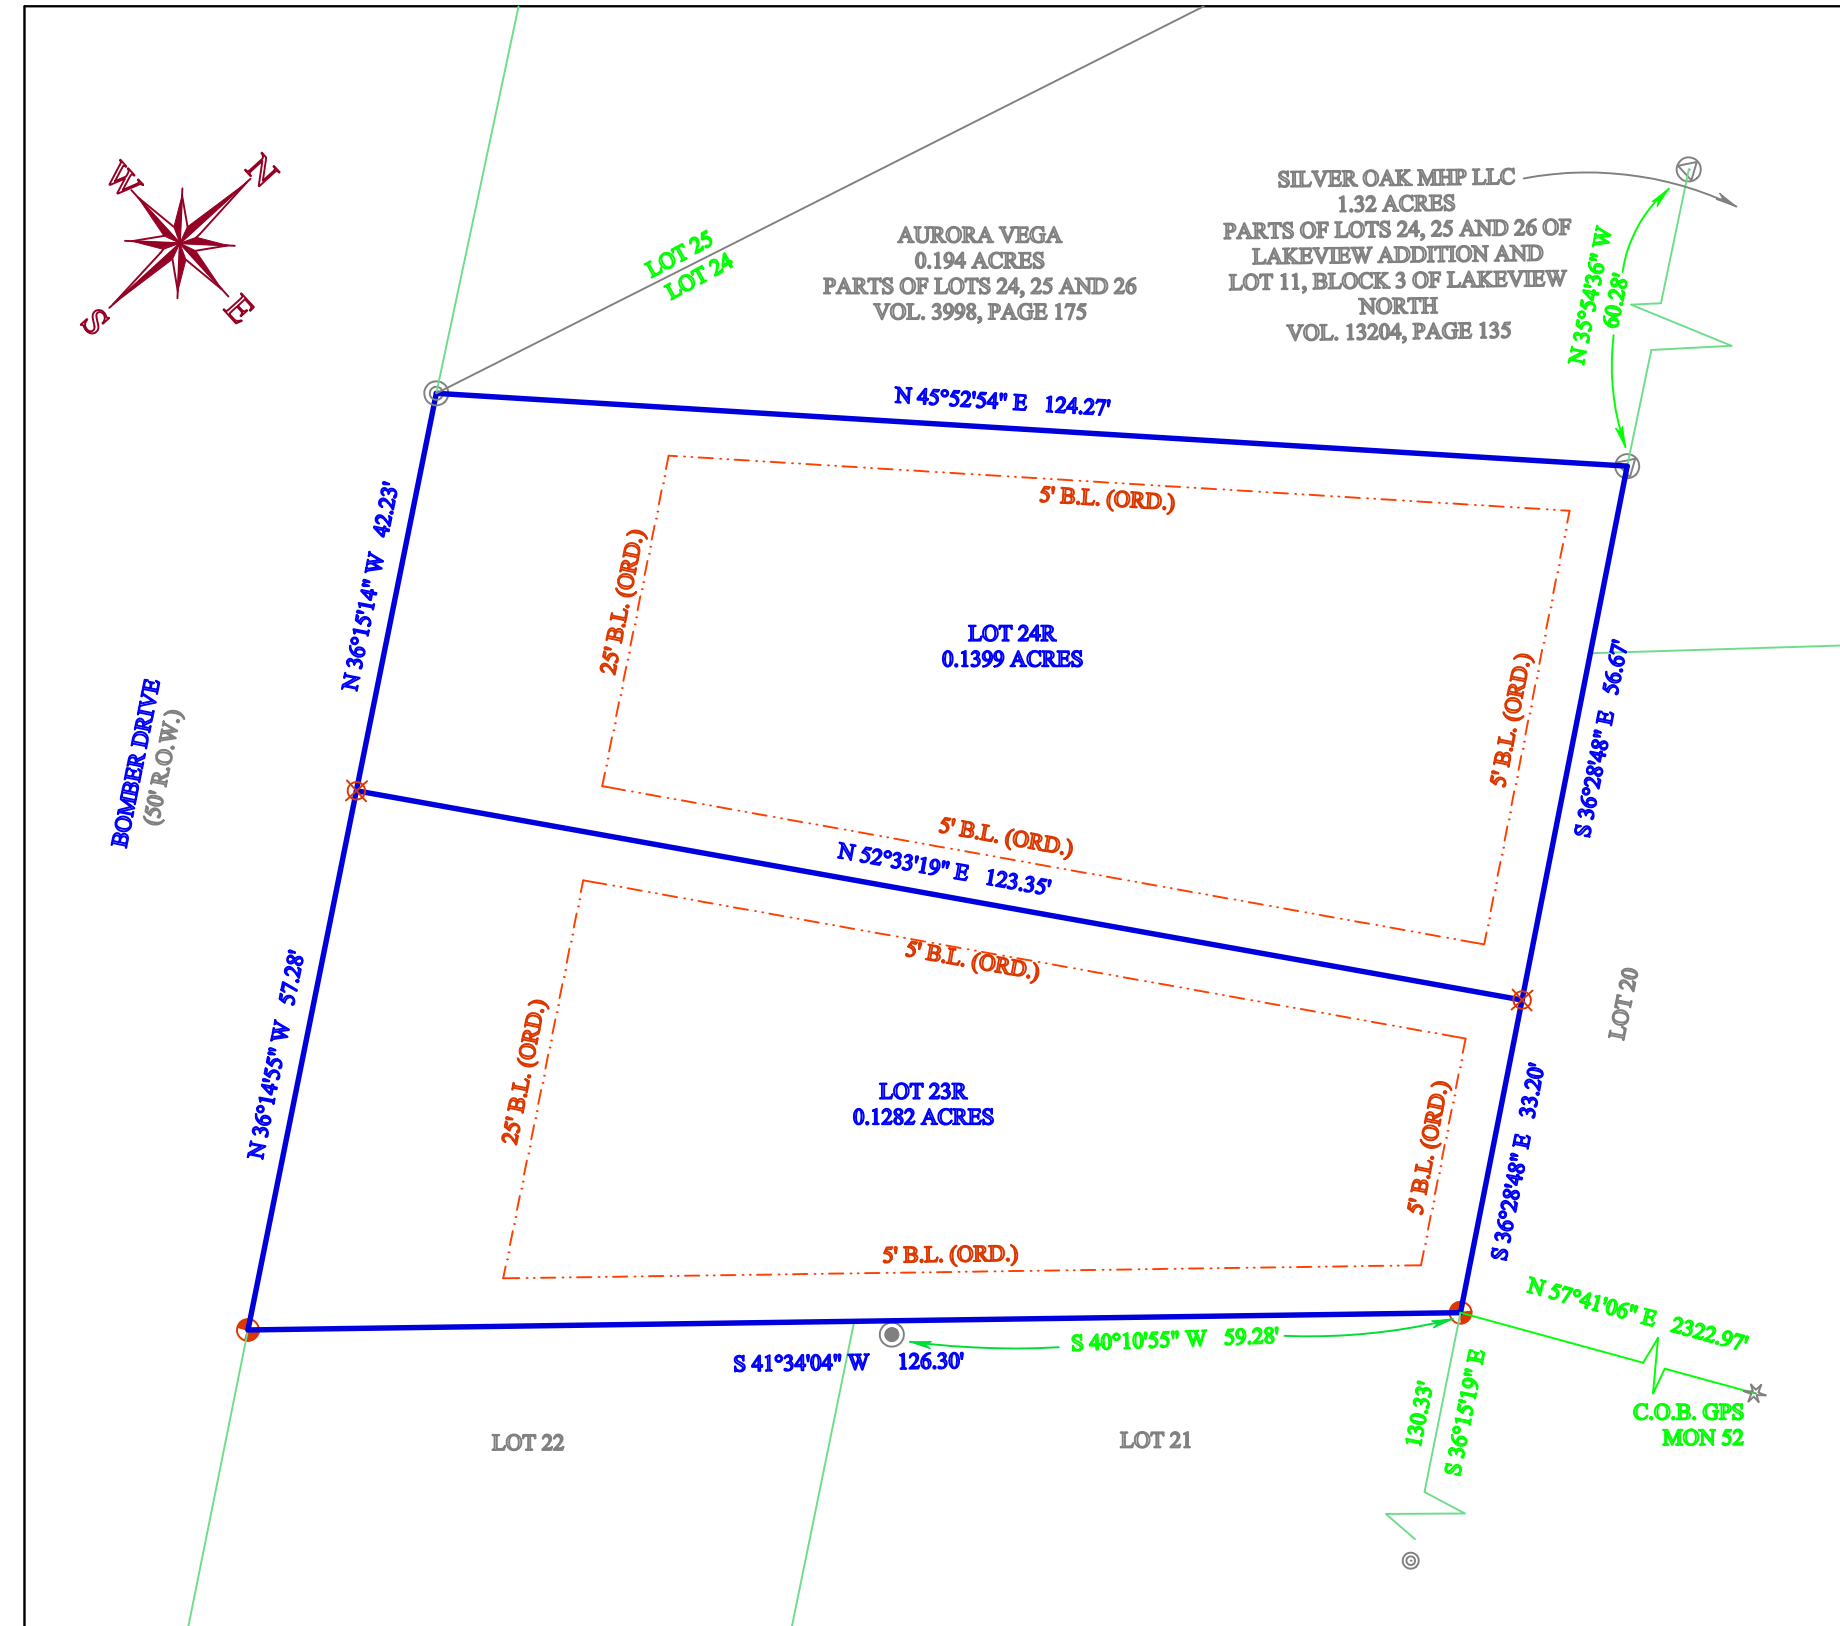 W
N
S
E
LOT 25
LOT 24
AURORA VEGA
0.194 ACRES
PARTS OF LOTS 24, 25 AND 26
VOL. 3998, PAGE 175
SILVER OAK MHP LLC
1.32 ACRES
PARTS OF LOTS 24, 25 AND 26 OF
LAKEVIEW ADDITION AND
LOT 11, BLOCK 3 OF LAKEVIEW
NORTH
VOL. 13204, PAGE 135
N 35°54'36" W
60.28'
N 45°52'54" E 124.27'
5' B.L. (ORD.)
N 36°15'14" W 42.23'
25' B.L. (ORD.)
LOT 24R
0.1399 ACRES
5' B.L. (ORD.)
S 36°28'48" E 56.67'
BOMBER DRIVE
(50' R.O.W.)
5' B.L. (ORD.)
N 52°33'19" E 123.35'
5' B.L. (ORD.)
LOT 20
N 36°14'55" W 57.28'
25' B.L. (ORD.)
LOT 23R
0.1282 ACRES
5' B.L. (ORD.)
S 36°28'48" E 33.20'
5' B.L. (ORD.)
N 57°41'06" E 2322.97'
S 40°10'55" W 59.28'
S 41°34'04" W 126.30'
C.O.B. GPS
MON 52
130.33'
S 36°15'19" E
LOT 22
LOT 21